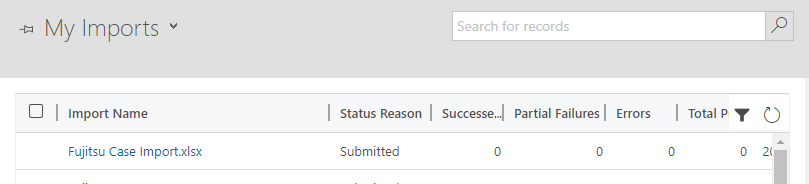 My Imports
Search for records
Import Name Status Reason Successe... Partial Failures Errors Total P
Fujitsu Case Import.xlsx Submitted 0 0 0 0 20